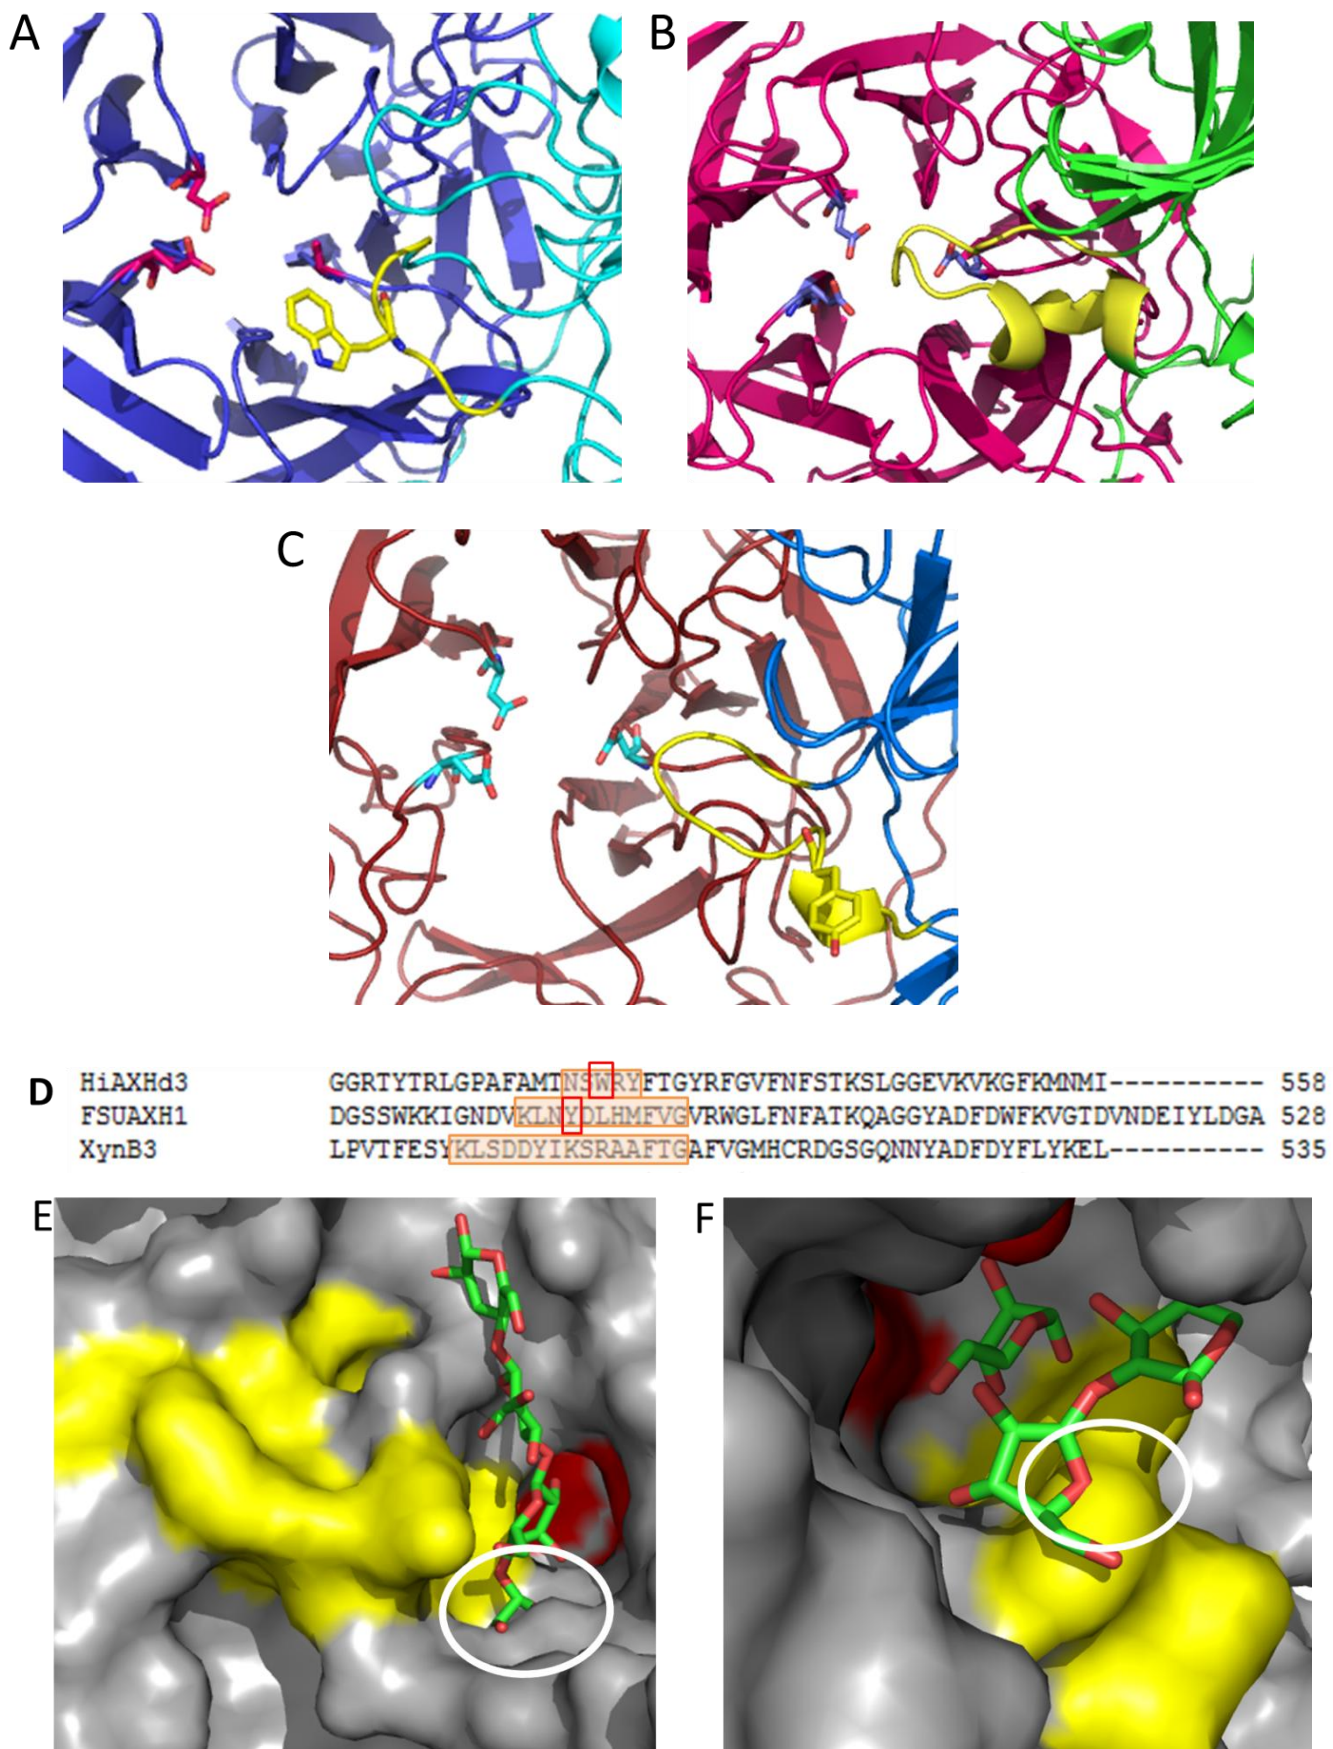 A
B
C
D
HiAXHd3 GGRTYTRLGPAFAMTNSWRYFTGYRFGVFNFSTKSLGGEVKVKGFKMNMI---------- 558
FSUAXH1 DGSSWKKIGNDVKLNYDLHMFVGVRWGLFNFATKQAGGYADFDWFKVGTDVNDEIYLDGA 528
XynB3 LPVTFESYKLSDDYIKSRAAFTGAFVGMHCRDGSGQNNYADFDYFLYKEL---------- 535
E
F